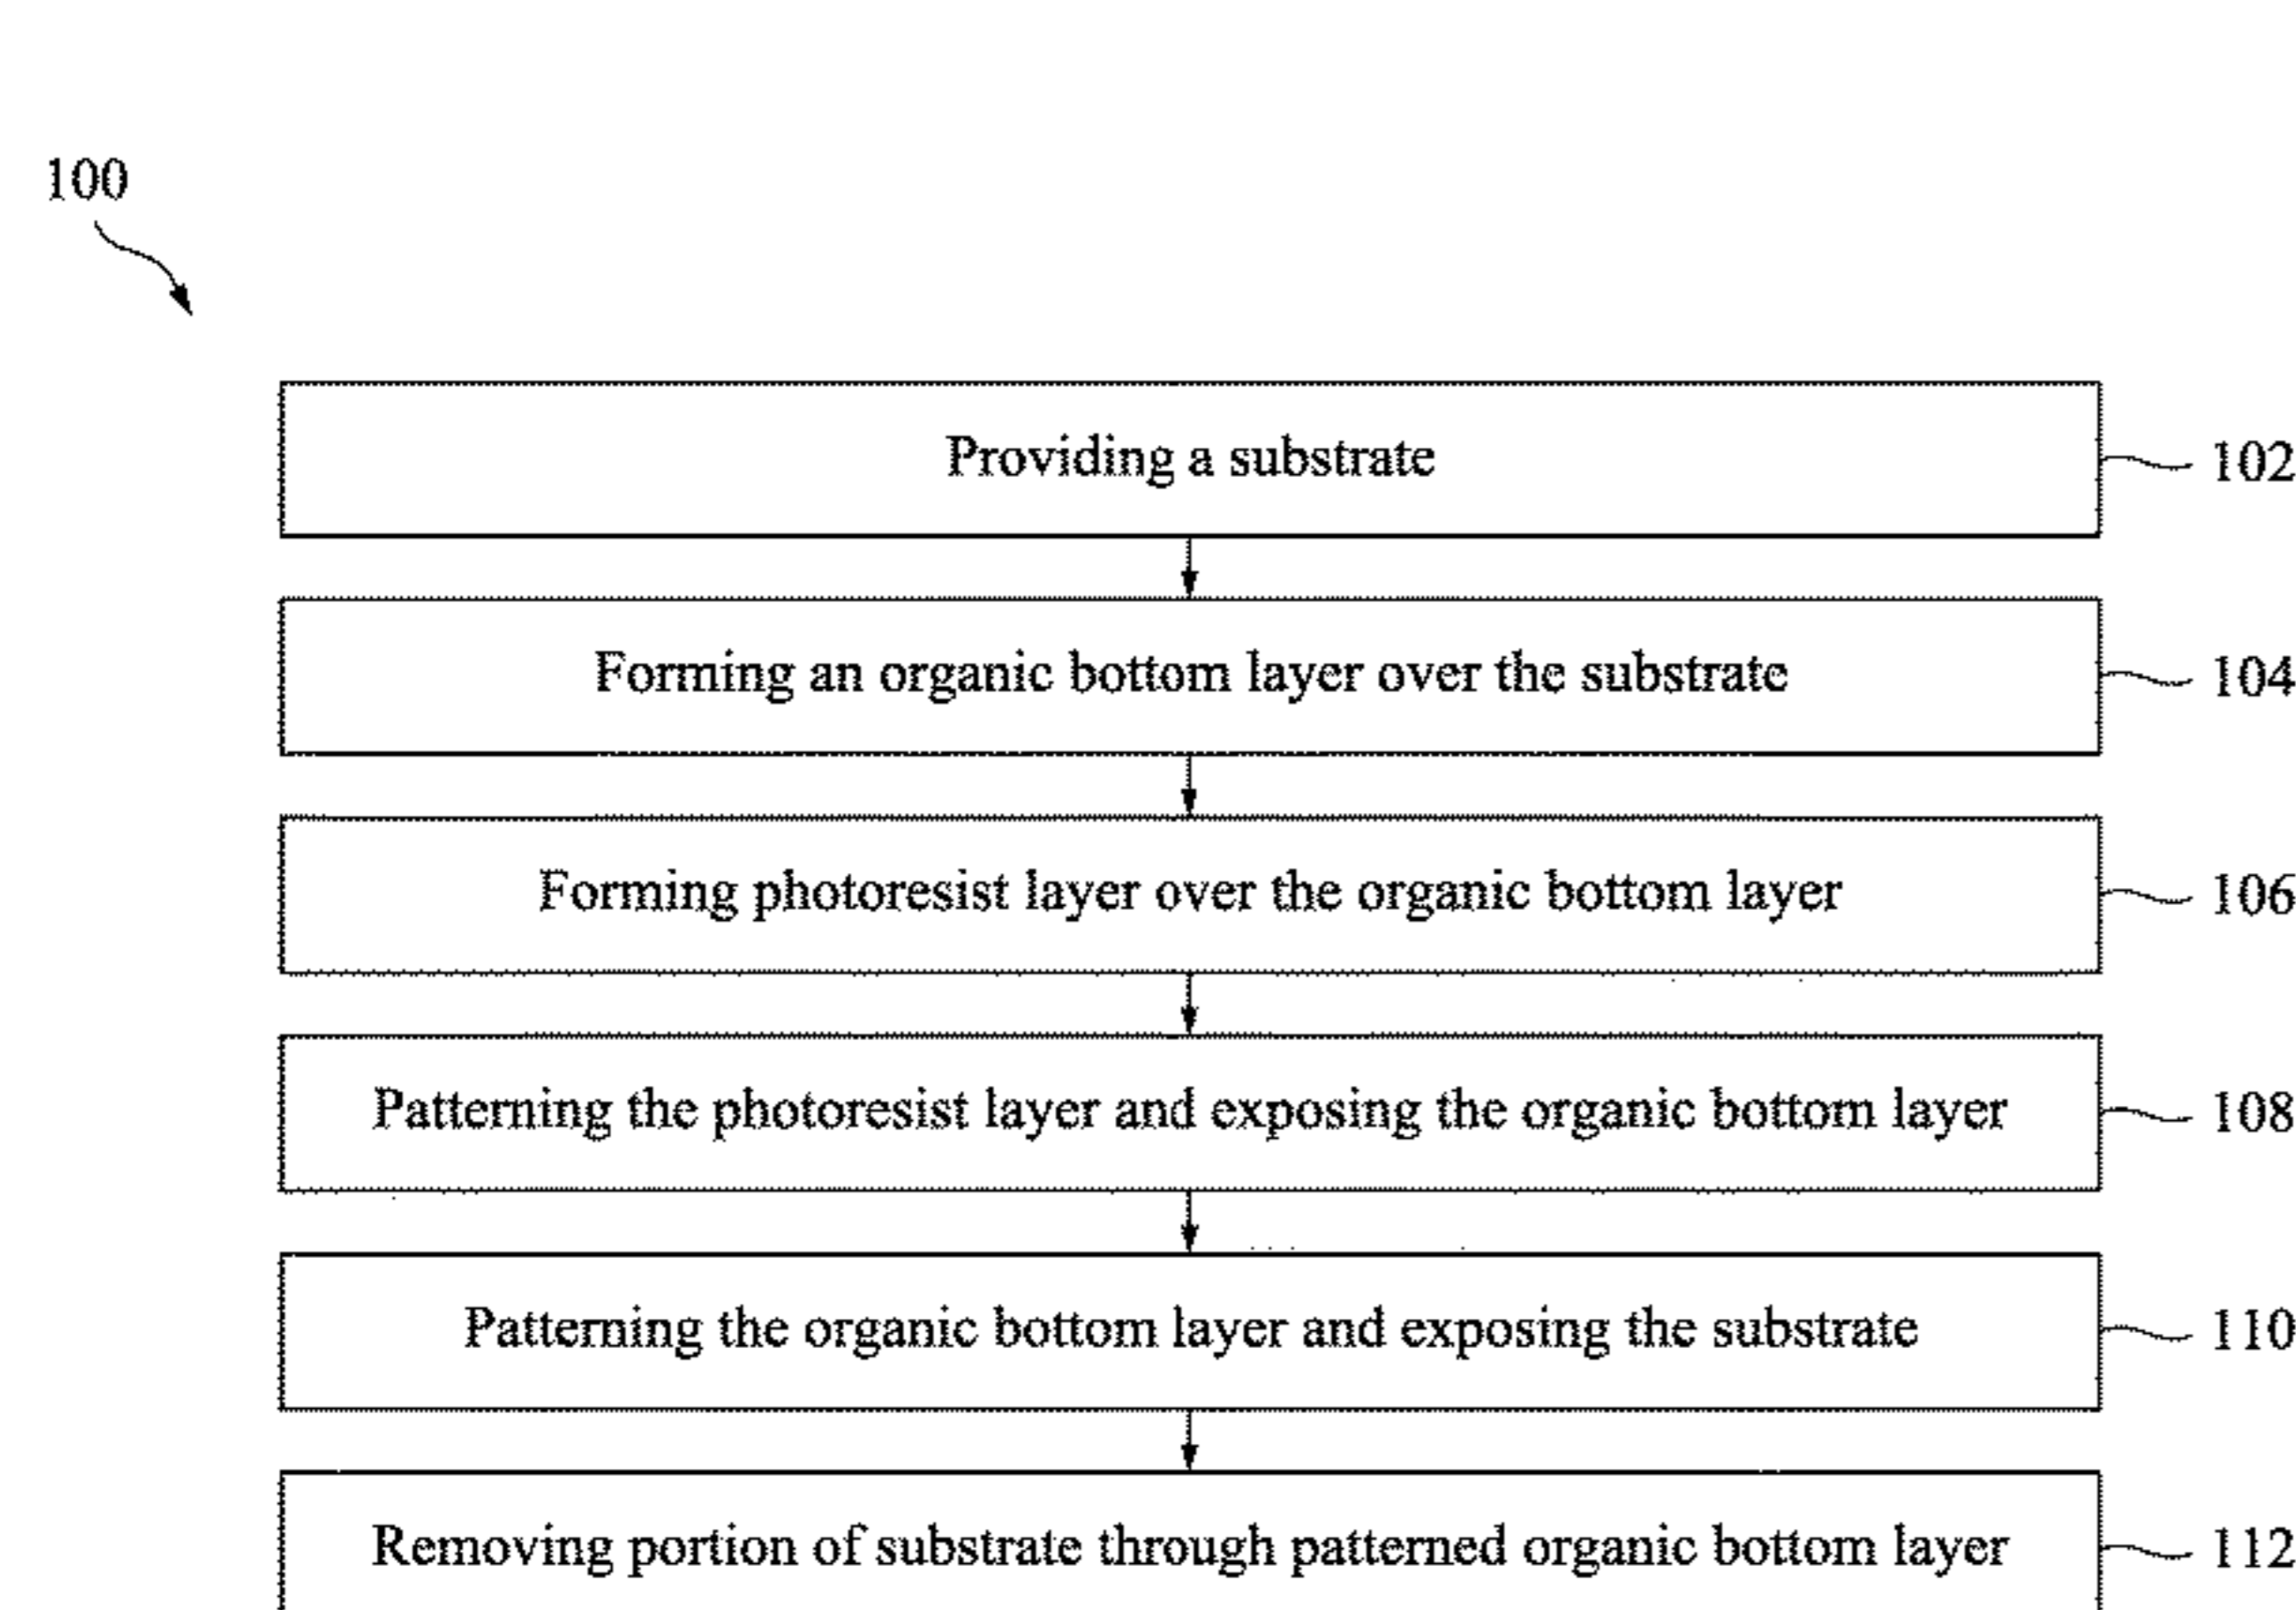 100
Providing a substrate 102
Forming an organic bottom layer over the substrate 104
Forming photoresist layer over the organic bottom layer 106
Patterning the photoresist layer and exposing the organic bottom layer 108
Patterning the organic bottom layer and exposing the substrate 110
Removing portion of substrate through patterned organic bottom layer 112